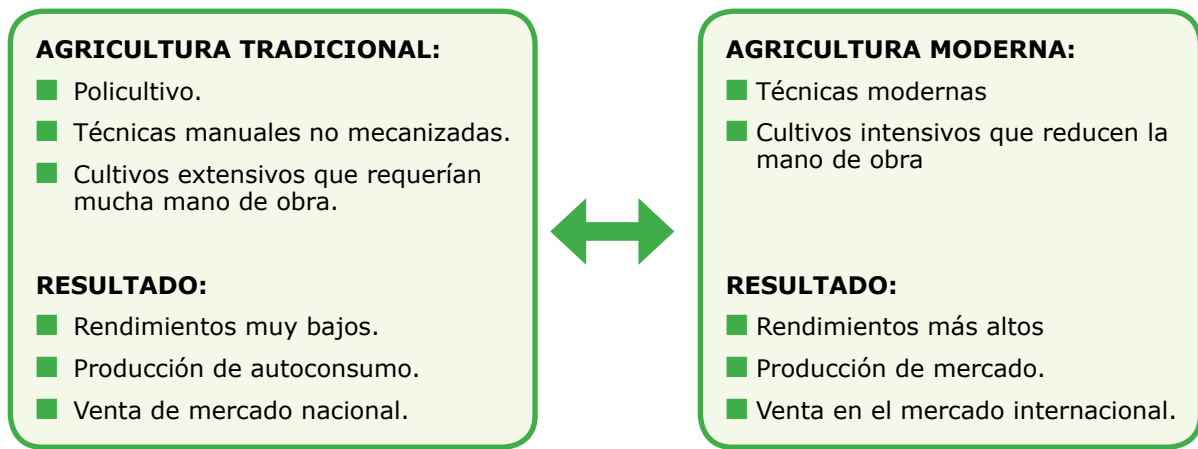 AGRICULTURA TRADICIONAL:
Policultivo.
Técnicas manuales no mecanizadas.
Cultivos extensivos que requerían
mucha mano de obra.
RESULTADO:
Rendimientos muy bajos.
Producción de autoconsumo.
Venta de mercado nacional.
AGRICULTURA MODERNA:
Técnicas modernas
Cultivos intensivos que reducen la
mano de obra
RESULTADO:
Rendimientos más altos
Producción de mercado.
Venta en el mercado internacional.